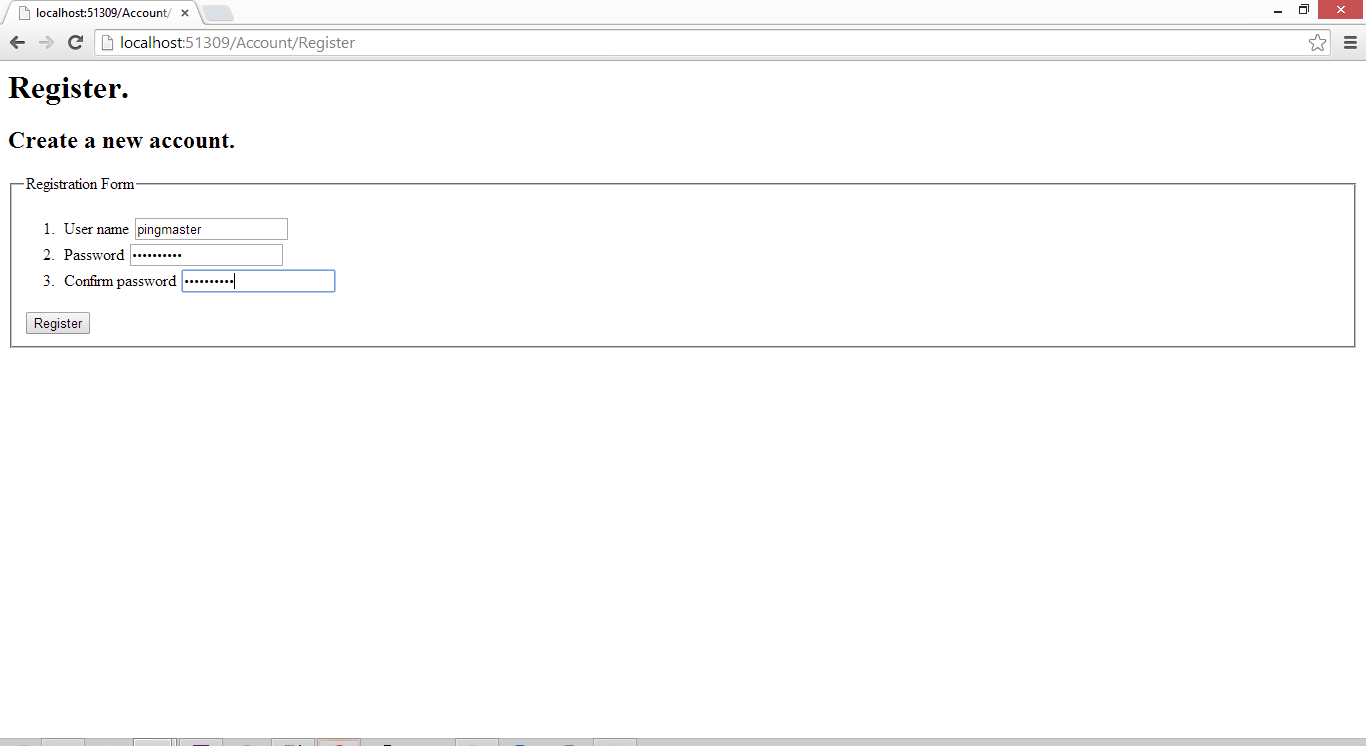 localhost:51309/Account/
localhost:51309/Account/Register
Register.
Create a new account.
Registration Form
1. User name pingmaster
2. Password ••••••••••
3. Confirm password ••••••••••
Register